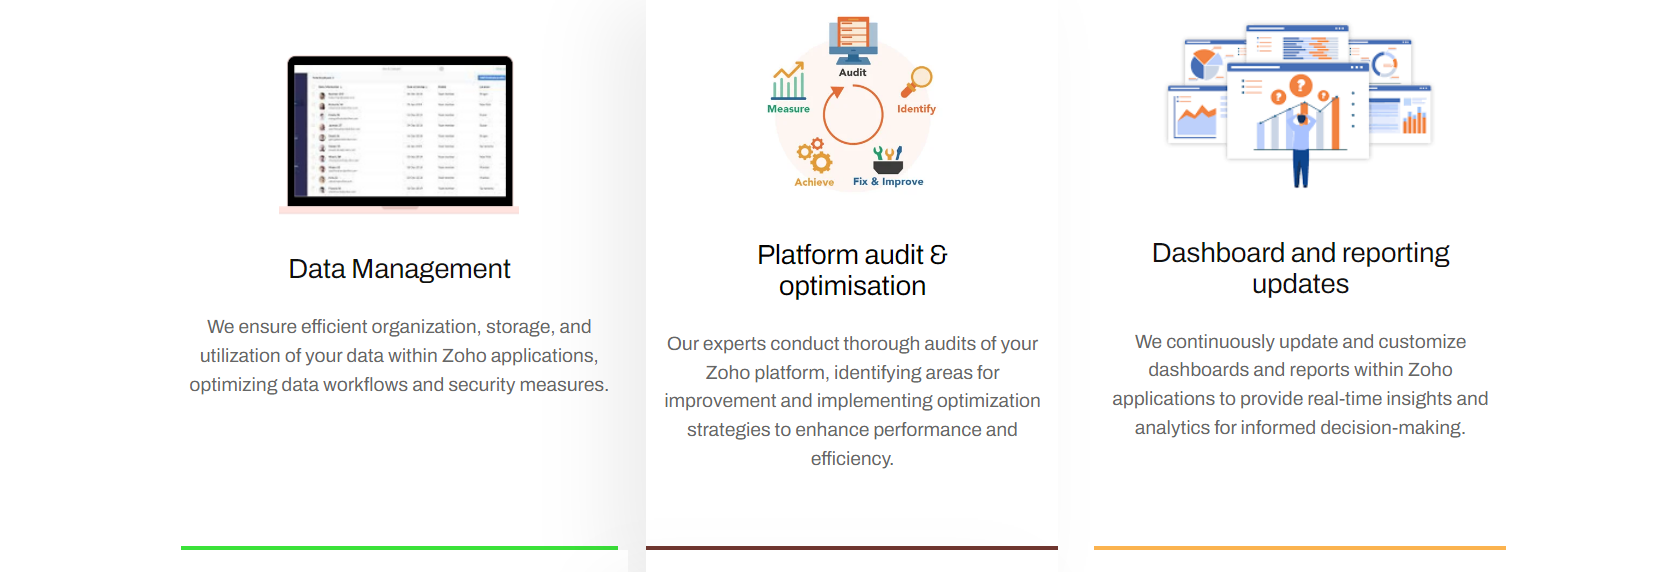 Data Management
We ensure efficient organization, storage, and
utilization of your data within Zoho applications,
optimizing data workflows and security measures.
Audit
Measure
Identify
Achieve
Fix & Improve
Platform audit &
optimisation
Our experts conduct thorough audits of your
Zoho platform, identifying areas for
improvement and implementing optimization
strategies to enhance performance and
efficiency.
? ? ?
Dashboard and reporting
updates
We continuously update and customize
dashboards and reports within Zoho
applications to provide real-time insights and
analytics for informed decision-making.